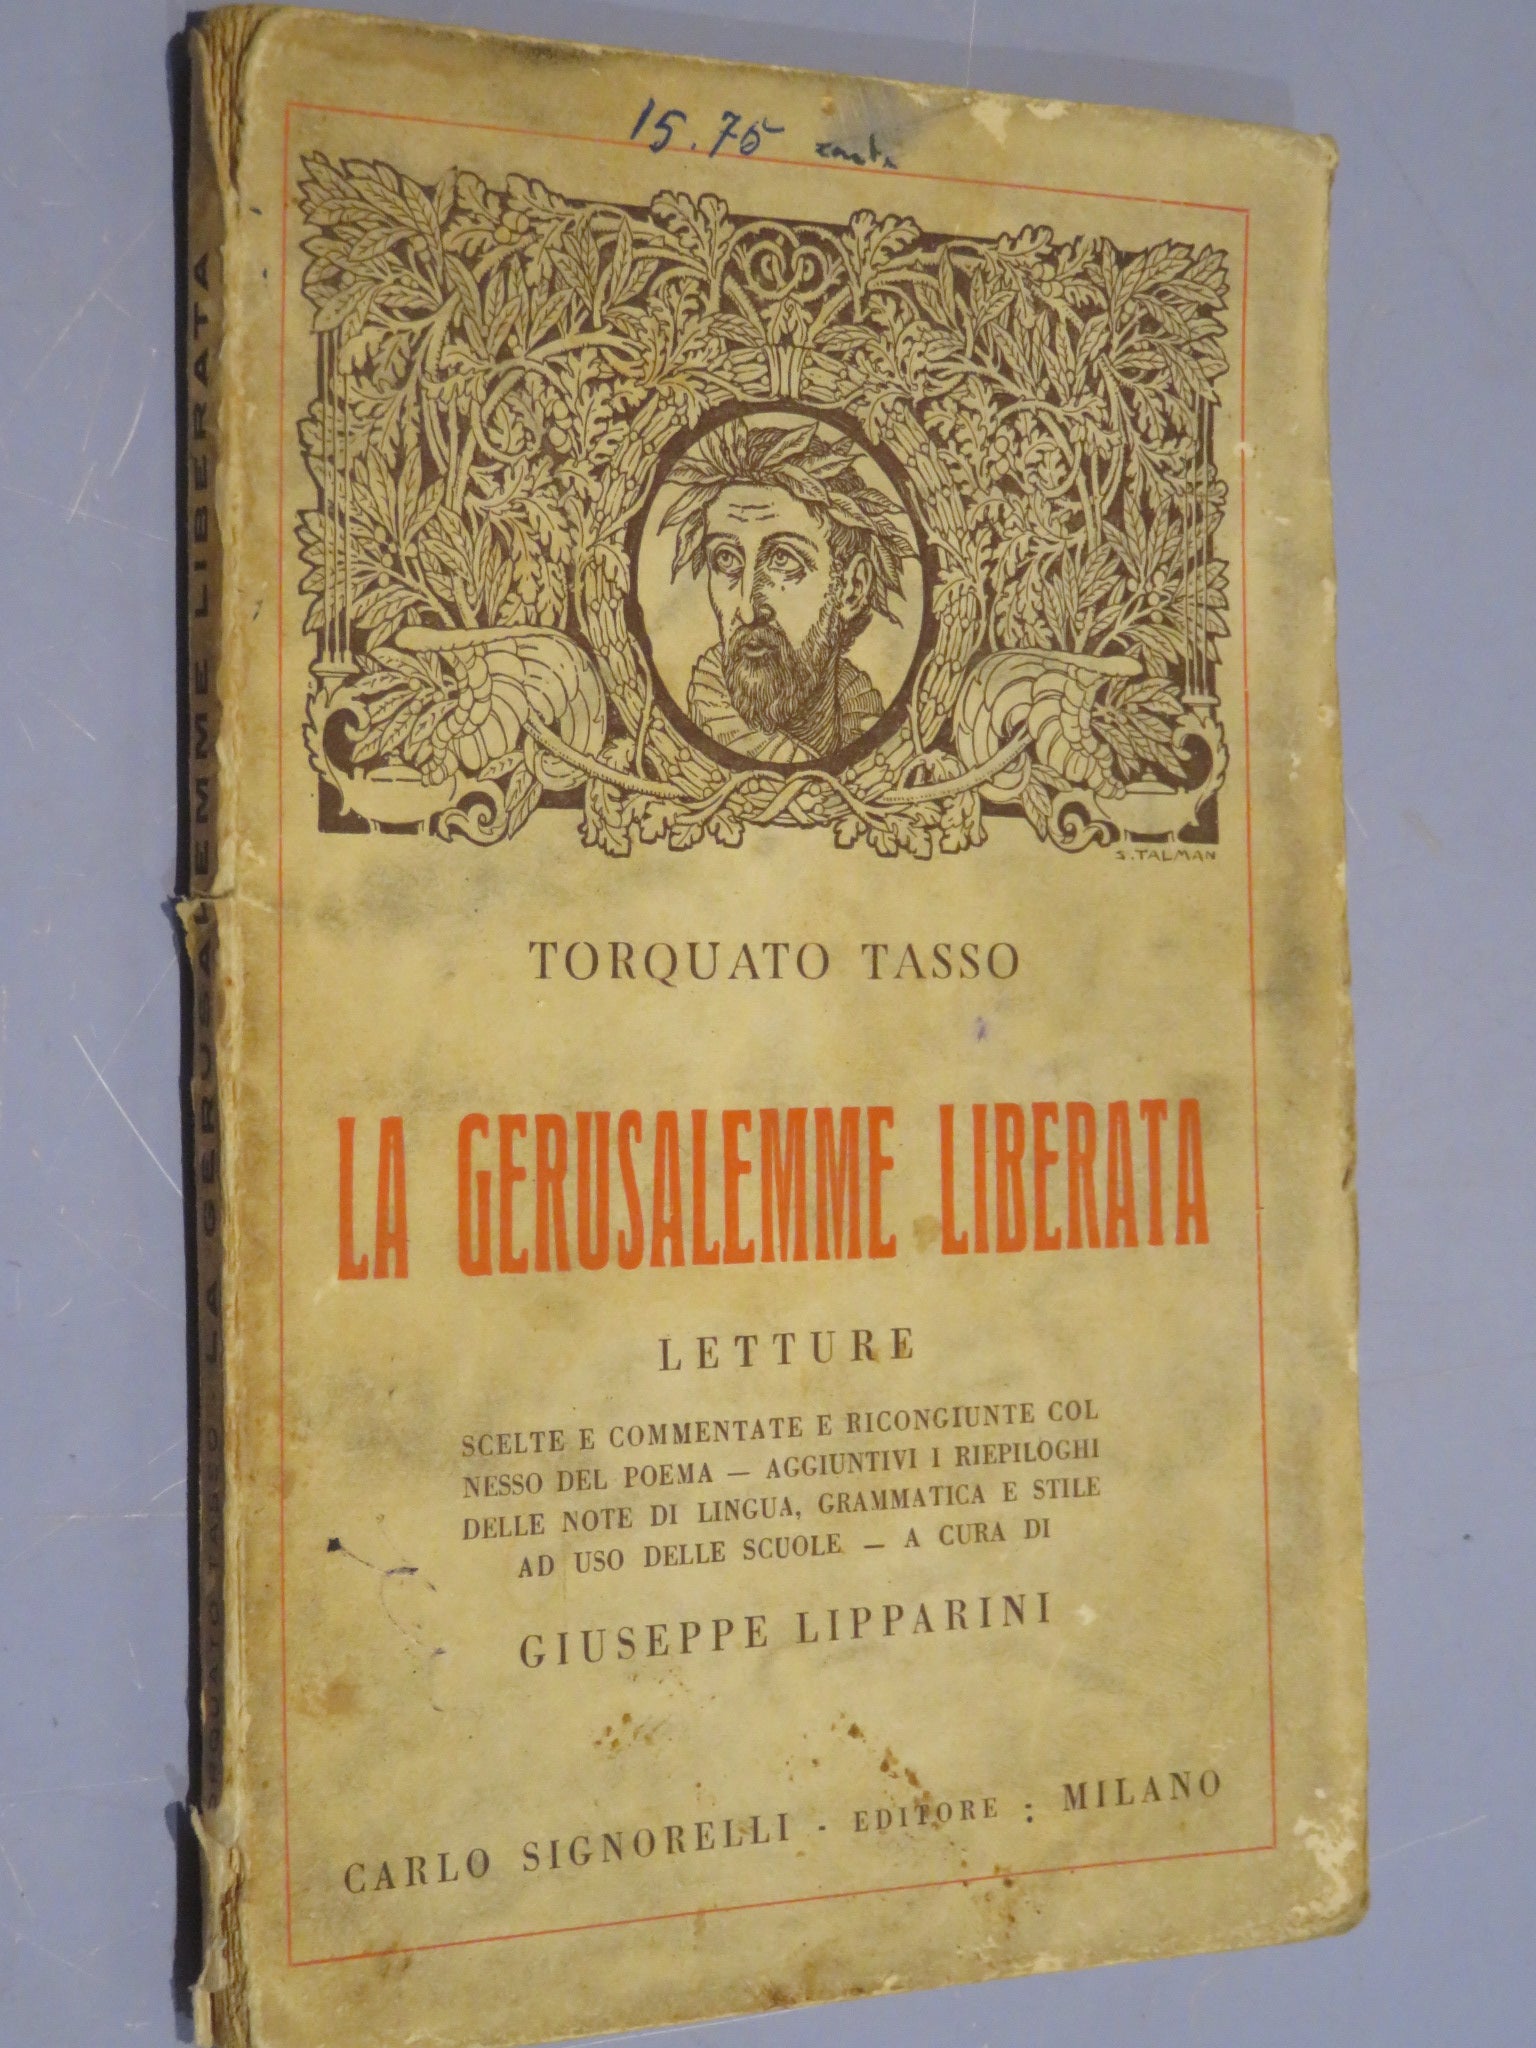 15.75
S. TALMAN
TORQUATO TASSO
LA GERUSALEMME LIBERATA
LETTURE
SCELTE E COMMENTATE E RICONGIUNTE COL
NESSO DEL POEMA — AGGIUNTIVI I RIEPILOGHI
DELLE NOTE DI LINGUA, GRAMMATICA E STILE
AD USO DELLE SCUOLE — A CURA DI
GIUSEPPE LIPPARINI
CARLO SIGNORELLI - EDITORE : MILANO
TORQUATO TASSO LA GERUSALEMME LIBERATA